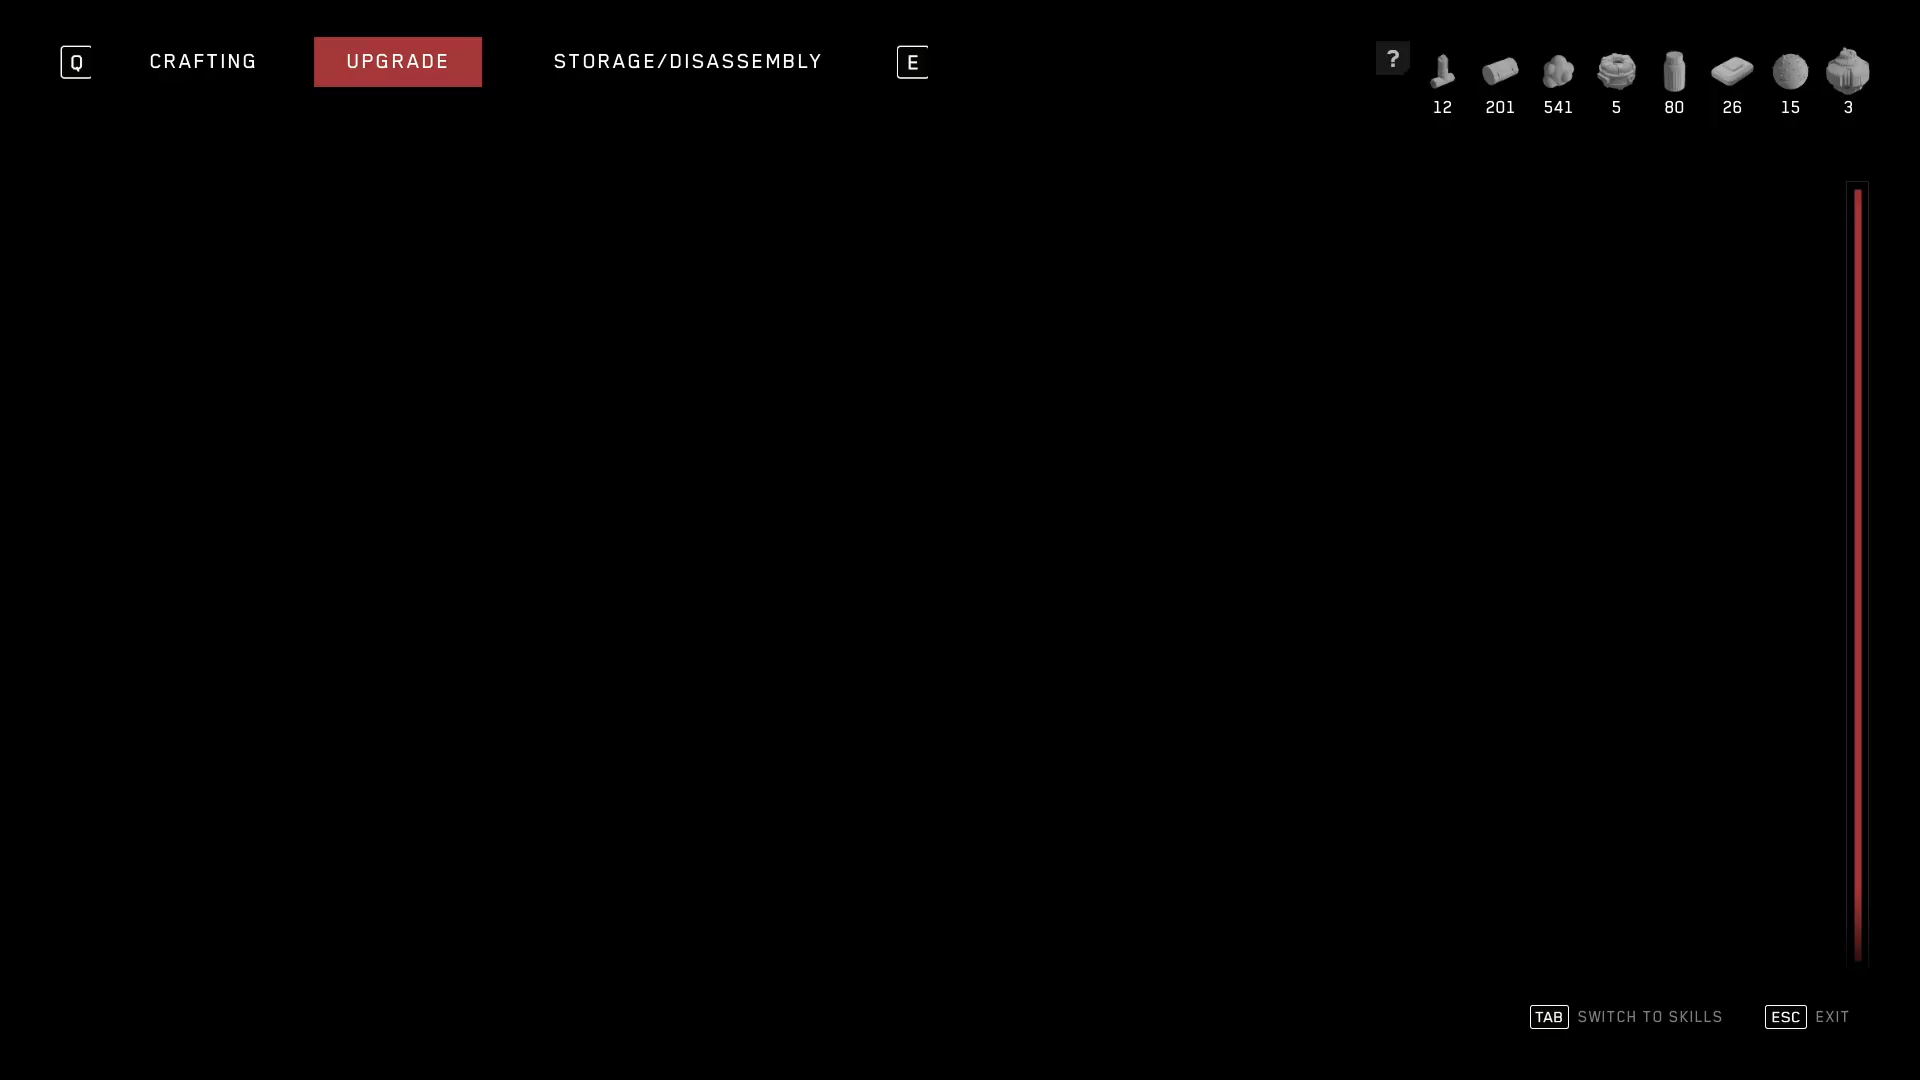 Q CRAFTING UPGRADE STORAGE/DISASSEMBLY E
?
12 201 541 5 80 26 15 3
TAB SWITCH TO SKILLS ESC EXIT